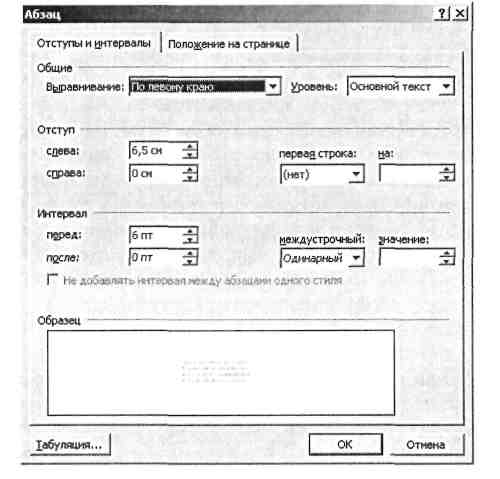 Абзац
Отступы и интервалы Положение на странице
Общие
Выравнивание: По левому краю Уровень: Основной текст
Отступ
слева: 6,5 см первая строка: на:
справа: 0 см (нет)
Интервал
перед: 6 пт междустрочный: значение:
после: 0 пт Одинарный
Не добавлять интервал между абзацами одного стиля
Образец
Табуляция... ОК Отмена